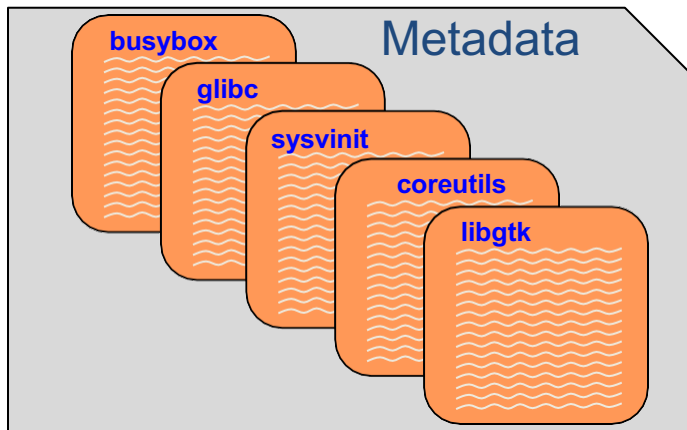 Metadata
busybox
glibc
sysvinit
coreutils
libgtk